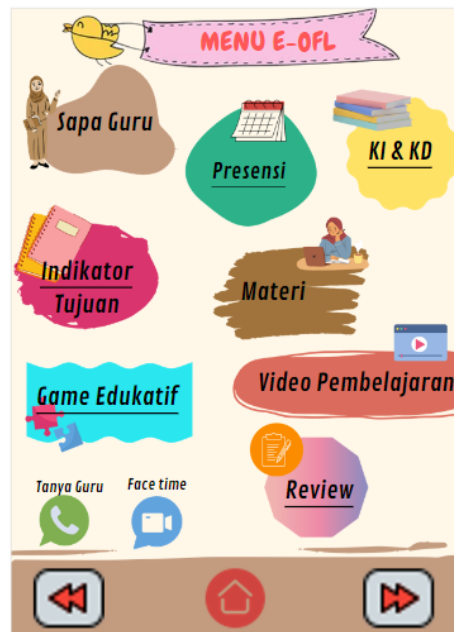 MENU E-OFL
Sapa Guru
Presensi
KI & KD
Indikator
Tujuan
Materi
Game Edukatif
Video Pembelajaran
Tanya Guru
Face time
Review